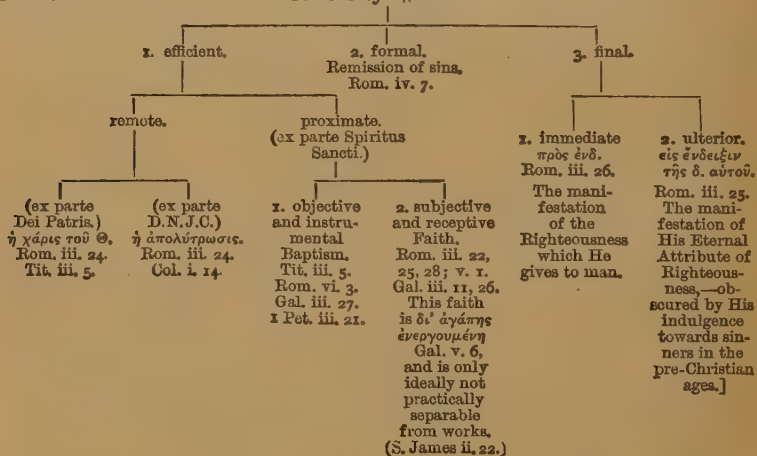 1. efficient.
2. formal.
Remission of sins.
Rom. iv. 7.
3. final.
remote.
proximate.
(ex parte Spiritus
Sancti.)
(ex parte
Dei Patris.)
ἡ χάρις τοῦ Θ.
Rom. iii. 24.
Tit. iii. 5.
(ex parte
D.N.J.C.)
ἡ ἀπολύτρωσις.
Rom. iii. 24.
Col. i. 14.
1. objective
and instru-
mental
Baptism.
Tit. iii. 5.
Rom. vi. 3.
Gal. iii. 27.
1 Pet. iii. 21.
2. subjective
and receptive
Faith.
Rom. iii. 22,
25, 28; v. 1.
Gal. iii. 11, 26.
This faith
is δι' ἀγάπης
ἐνεργουμένη
Gal. v. 6,
and is only
ideally not
practically
separable
from works.
(S. James ii. 22.)
1. immediate
πρὸς ἔνδ.
Rom. iii. 26.
The mani-
festation
of the
Righteousness
which He
gives to man.
2. ulterior.
εἰς ἔνδειξιν
τῆς δ. αὐτοῦ.
Rom. iii. 25.
The mani-
festation of
His Eternal
Attribute of
Righteous-
ness,—ob-
scured by His
indulgence
towards sin-
ners in the
pre-Christian
ages.]